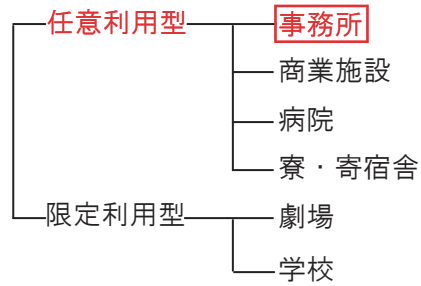 任意利用型
事務所
商業施設
病院
寮・寄宿舎
限定利用型
劇場
学校